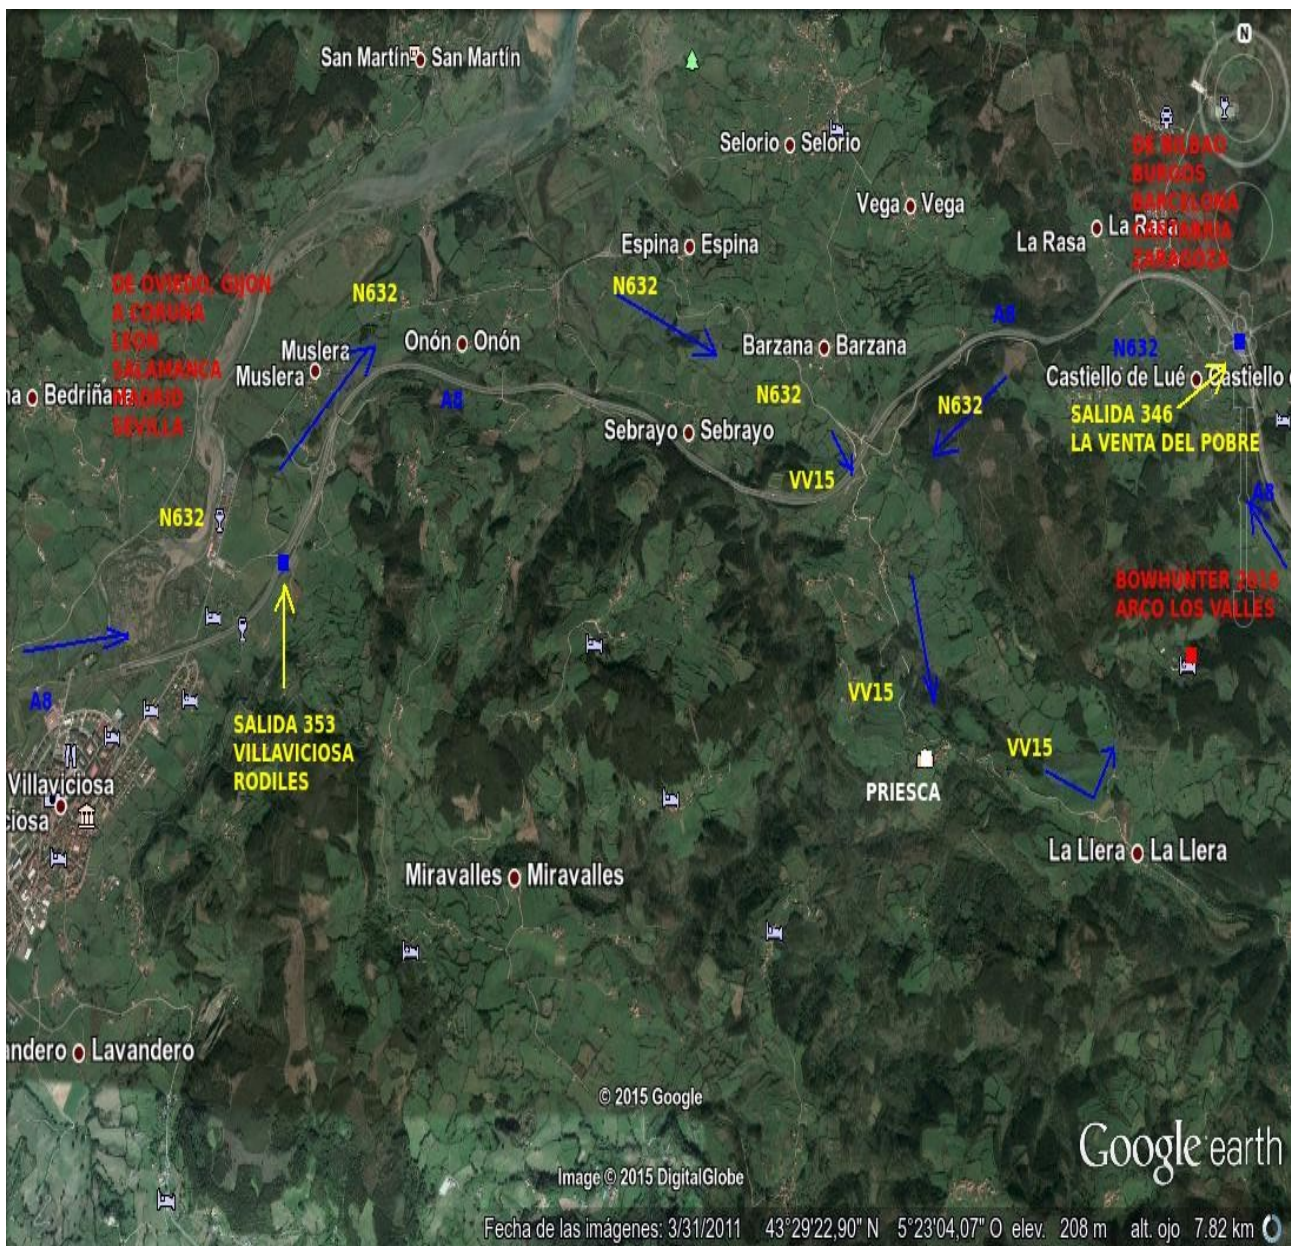 N
San Martín San Martín
Selorio Selorio
DE BILBAO
BURGOS
BARCELONA
CANTABRIA
ZARAGOZA
Vega Vega
La Rasa La Rasa
Espina Espina
DE OVIEDO, GIJON
A CORUÑA
LEON
SALAMANCA
MADRID
SEVILLA
N632
N632
A8
Onón Onón
Muslera
Muslera
Barzana Barzana
N632
Castiello de Lué Castiello
na Bedriñana
A8
N632
N632
SALIDA 346
LA VENTA DEL POBRE
Sebrayo Sebrayo
VV15
A8
N632
BOWHUNTER 2016
ARCO LOS VALLES
A8
VV15
SALIDA 353
VILLAVICIOSA
RODILES
VV15
PRIESCA
Villaviciosa
ciosa
La Llera La Llera
Miravalles Miravalles
andero Lavandero
© 2015 Google
Google earth
Image © 2015 DigitalGlobe
Fecha de las imágenes: 3/31/2011 43°29'22,90" N 5°23'04,07" O elev. 208 m alt. ojo 7.82 km